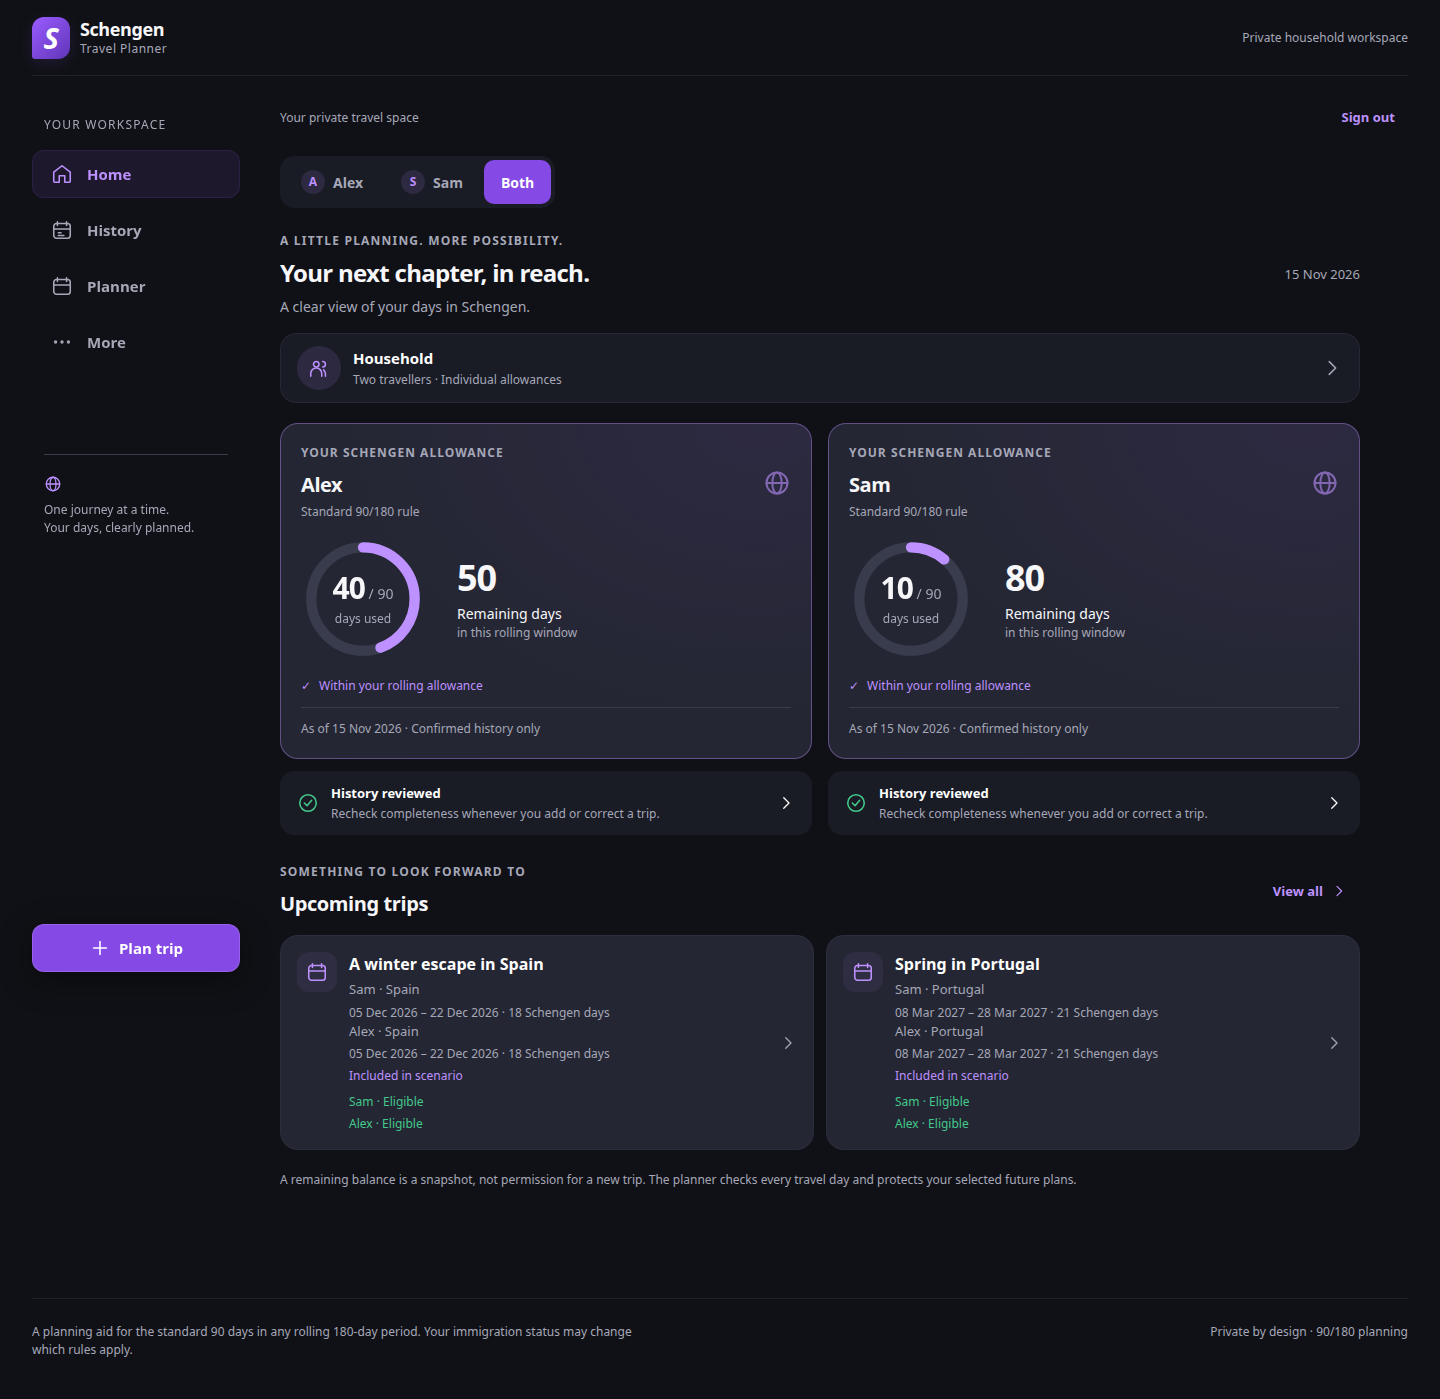 S
Schengen
Travel Planner
Private household workspace
YOUR WORKSPACE
Home
History
Planner
More
One journey at a time.
Your days, clearly planned.
Plan trip
Your private travel space
Sign out
A Alex
S Sam
Both
A LITTLE PLANNING. MORE POSSIBILITY.
Your next chapter, in reach.
15 Nov 2026
A clear view of your days in Schengen.
Household
Two travellers · Individual allowances
YOUR SCHENGEN ALLOWANCE
Alex
Standard 90/180 rule
40 / 90
days used
50
Remaining days
in this rolling window
✓ Within your rolling allowance
As of 15 Nov 2026 · Confirmed history only
YOUR SCHENGEN ALLOWANCE
Sam
Standard 90/180 rule
10 / 90
days used
80
Remaining days
in this rolling window
✓ Within your rolling allowance
As of 15 Nov 2026 · Confirmed history only
History reviewed
Recheck completeness whenever you add or correct a trip.
History reviewed
Recheck completeness whenever you add or correct a trip.
SOMETHING TO LOOK FORWARD TO
Upcoming trips
View all
A winter escape in Spain
Sam · Spain
05 Dec 2026 – 22 Dec 2026 · 18 Schengen days
Alex · Spain
05 Dec 2026 – 22 Dec 2026 · 18 Schengen days
Included in scenario
Sam · Eligible
Alex · Eligible
Spring in Portugal
Sam · Portugal
08 Mar 2027 – 28 Mar 2027 · 21 Schengen days
Alex · Portugal
08 Mar 2027 – 28 Mar 2027 · 21 Schengen days
Included in scenario
Sam · Eligible
Alex · Eligible
A remaining balance is a snapshot, not permission for a new trip. The planner checks every travel day and protects your selected future plans.
A planning aid for the standard 90 days in any rolling 180-day period. Your immigration status may change
which rules apply.
Private by design · 90/180 planning